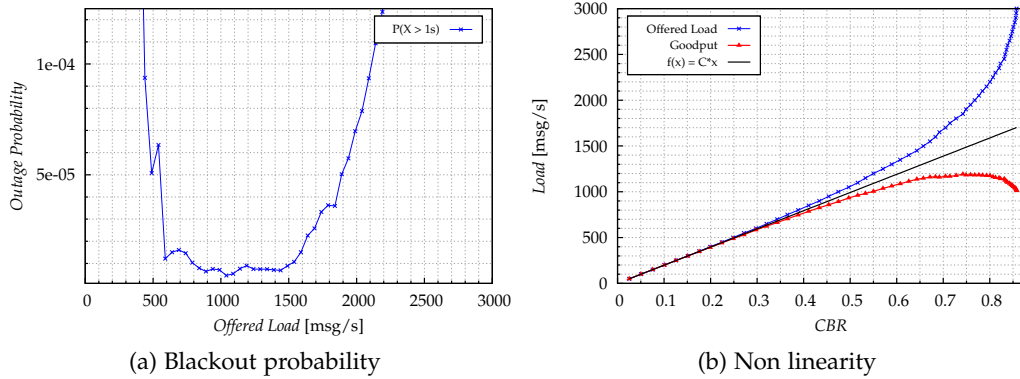 P(X > 1s)
1e-04
5e-05
Outage Probability
0 500 1000 1500 2000 2500 3000
Offered Load [msg/s]
(a) Blackout probability
Offered Load
Goodput
f(x) = C*x
3000
2500
2000
1500
1000
500
0
Load [msg/s]
0 0.1 0.2 0.3 0.4 0.5 0.6 0.7 0.8
CBR
(b) Non linearity